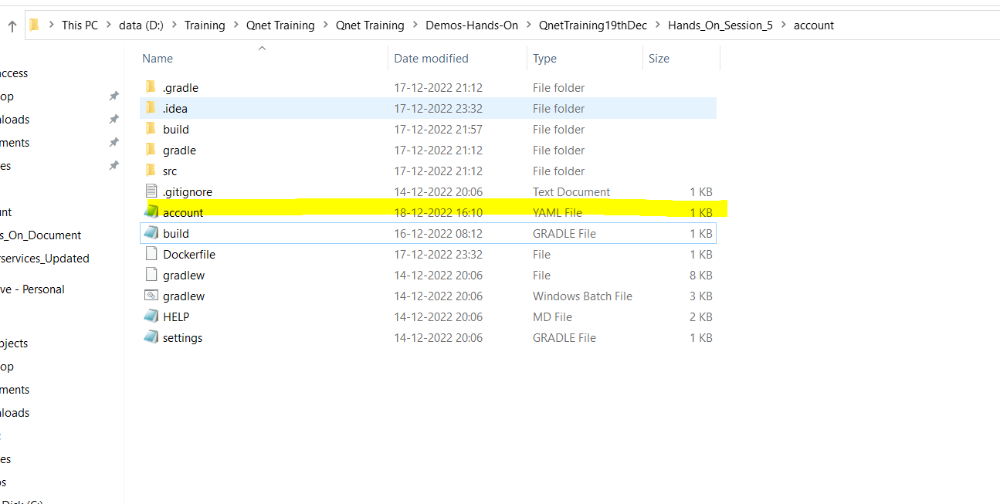 This PC > data (D:) > Training > Qnet Training > Qnet Training > Demos-Hands-On > QnetTraining19thDec > Hands_On_Session_5 > account
Name Date modified Type Size
ccess
op
loads
ments
es
nt
s_On_Document
rservices_Updated
ve - Personal
ojects
op
ments
loads
es
os
.gradle 17-12-2022 21:12 File folder
.idea 17-12-2022 23:32 File folder
build 17-12-2022 21:57 File folder
gradle 17-12-2022 21:12 File folder
src 17-12-2022 21:12 File folder
.gitignore 14-12-2022 20:06 Text Document 1 KB
account 18-12-2022 16:10 YAML File 1 KB
build 16-12-2022 08:12 GRADLE File 1 KB
Dockerfile 17-12-2022 23:32 File 1 KB
gradlew 14-12-2022 20:06 File 8 KB
gradlew 14-12-2022 20:06 Windows Batch File 3 KB
HELP 14-12-2022 20:06 MD File 2 KB
settings 14-12-2022 20:06 GRADLE File 1 KB